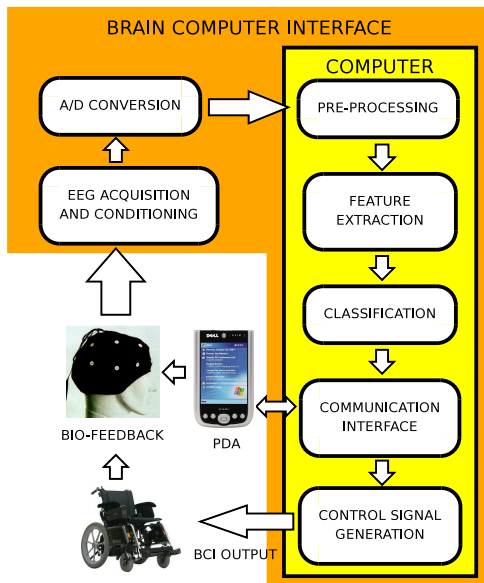 BRAIN COMPUTER INTERFACE
COMPUTER
A/D CONVERSION
PRE-PROCESSING
EEG ACQUISITION
AND CONDITIONING
FEATURE
EXTRACTION
CLASSIFICATION
DELL
BIO-FEEDBACK
PDA
COMMUNICATION
INTERFACE
BCI OUTPUT
CONTROL SIGNAL
GENERATION